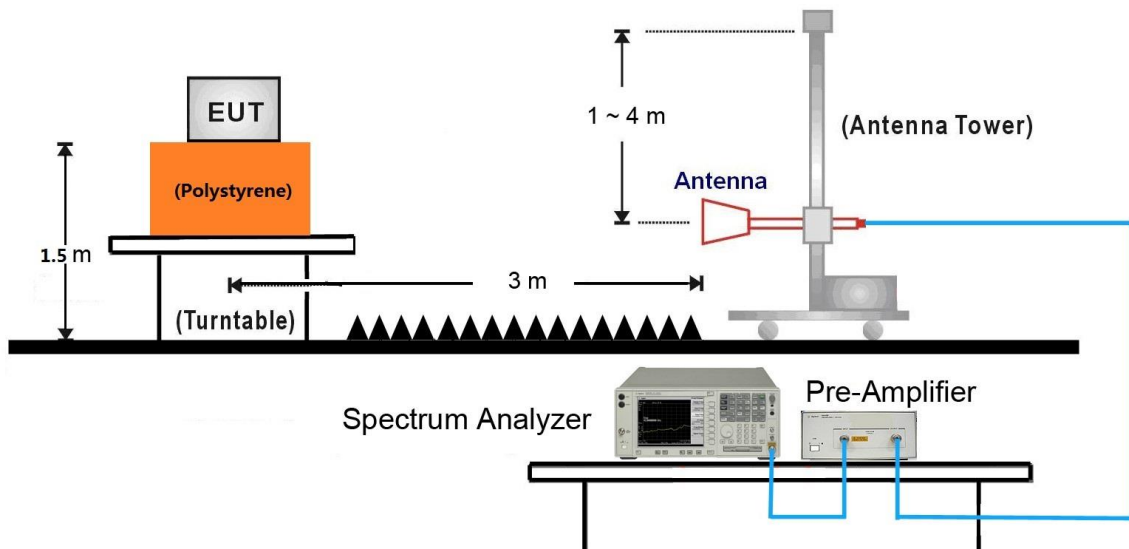 EUT
(Polystyrene)
1.5 m
(Turntable)
3 m
1 ~ 4 m
Antenna
(Antenna Tower)
Spectrum Analyzer
Pre-Amplifier